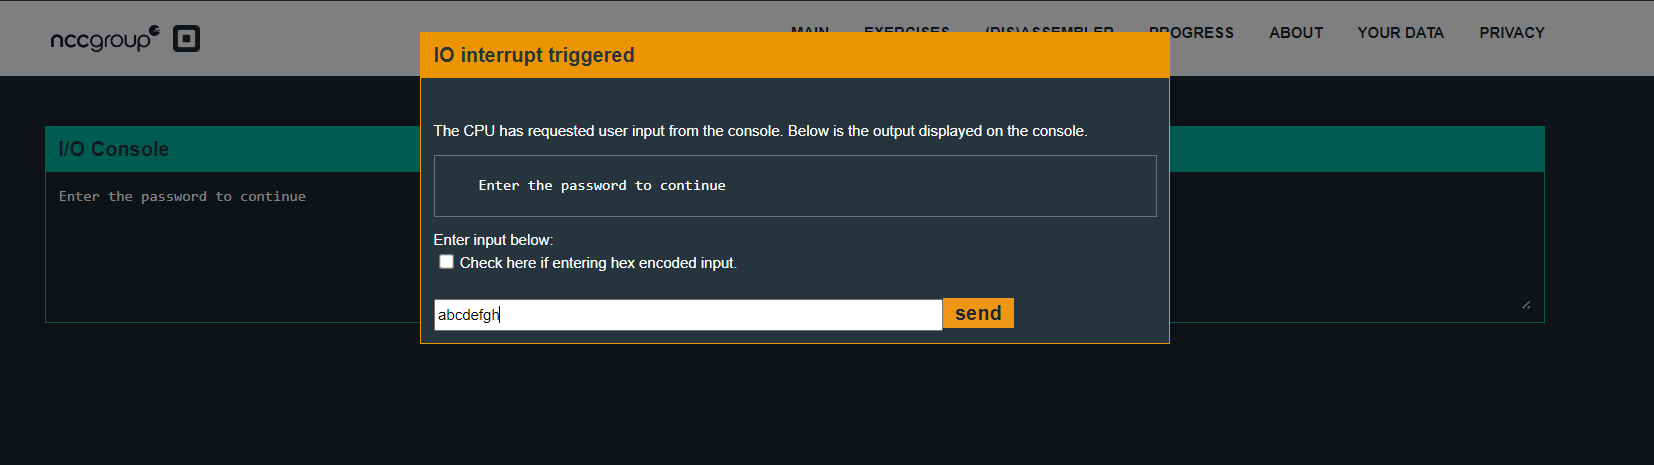 nccgroup
MAIN EXERCISES (DIS)ASSEMBLER PROGRESS ABOUT YOUR DATA PRIVACY
IO interrupt triggered
The CPU has requested user input from the console. Below is the output displayed on the console.
I/O Console
Enter the password to continue
Enter the password to continue
Enter input below:
Check here if entering hex encoded input.
abcdefgh
send